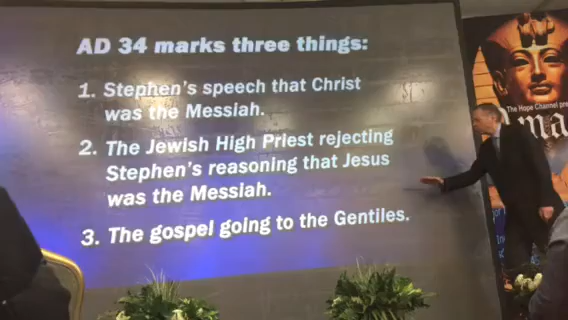 AD 34 marks three things:
1. Stephen's speech that Christ
was the Messiah.
2. The Jewish High Priest rejecting
Stephen's reasoning that Jesus
was the Messiah.
3. The gospel going to the Gentiles.
The Hope Channel pre